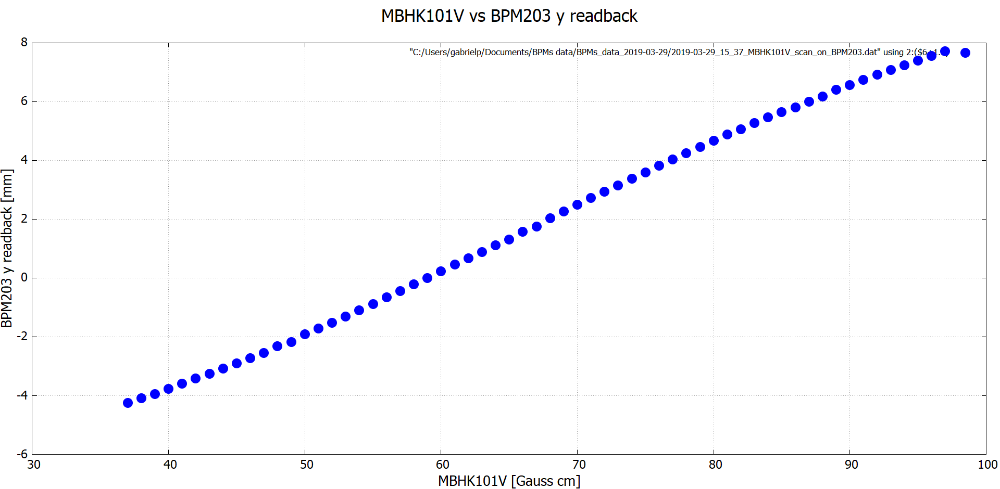 MBHK101V vs BPM203 y readback
"C:/Users/gabrielp/Documents/BPMs data/BPMs_data_2019-03-29/2019-03-29_15_37_MBHK101V_scan_on_BPM203.dat" using
8
6
4
2
0
-2
-4
-6
BPM203 y readback [mm]
30 40 50 60 70 80 90 100
MBHK101V [Gauss cm]